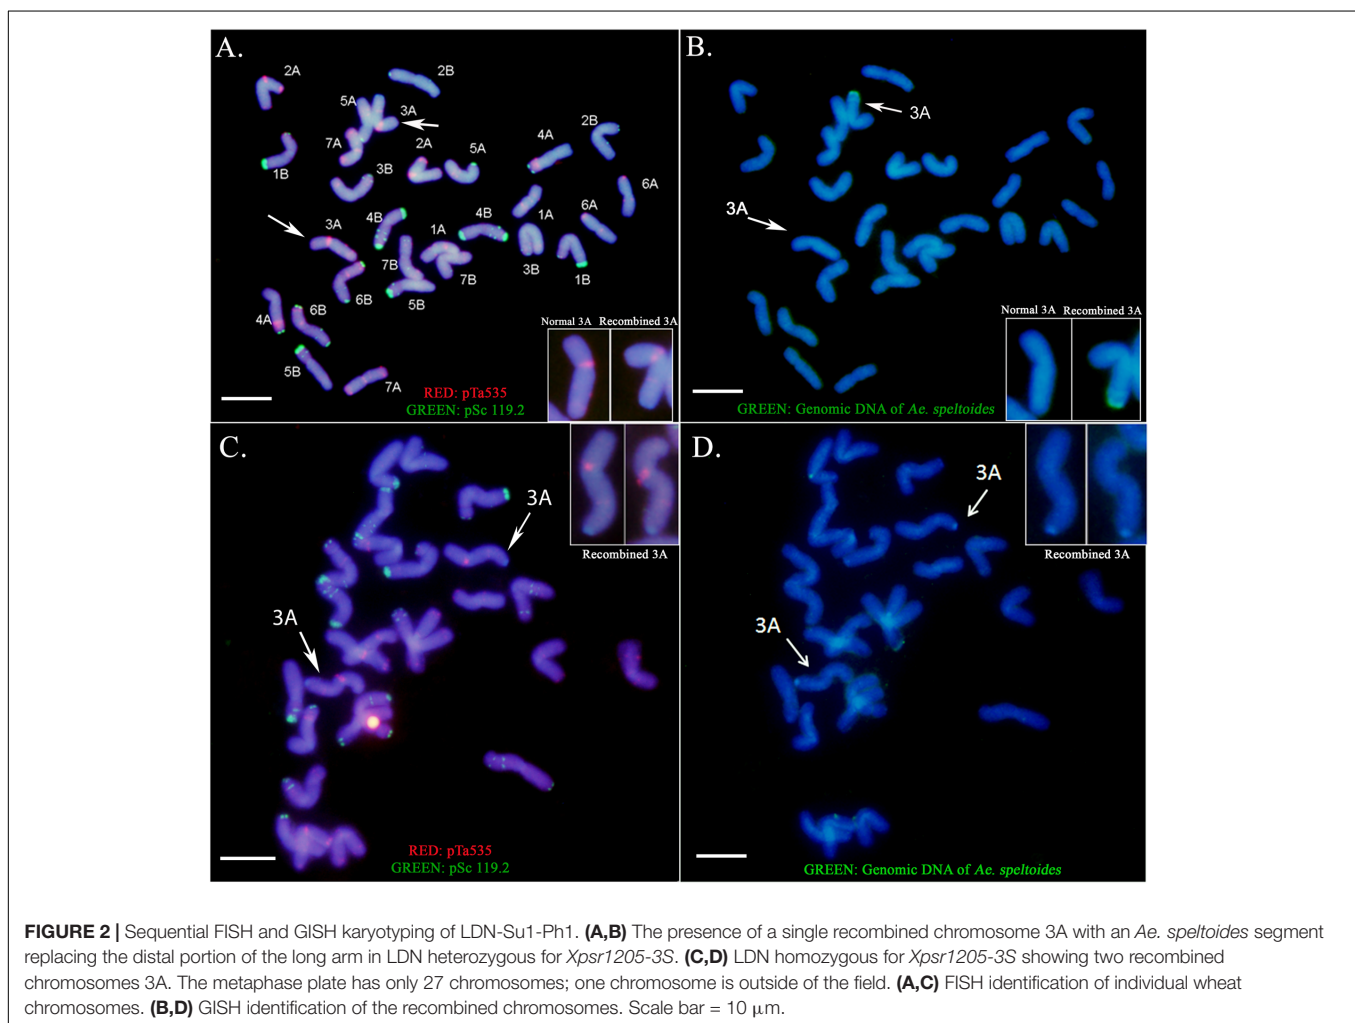 A.
2A
2B
5A
3A
7A
2A
5A
4A
2B
1B
3B
6A
3A
4B
4B
1A
1A
6A
7B
7B
3B
1B
6B
5B
4A
6B
5B
7A
Normal 3A
Recombined 3A
RED: pTa535
GREEN: pSc 119.2
B.
3A
3A
Normal 3A
Recombined 3A
GREEN: Genomic DNA of Ae. speltoides
C.
3A
3A
Recombined 3A
RED: pTa535
GREEN: pSc 119.2
D.
3A
3A
Recombined 3A
GREEN: Genomic DNA of Ae. speltoides
FIGURE 2 | Sequential FISH and GISH karyotyping of LDN-Su1-Ph1. (A,B) The presence of a single recombined chromosome 3A with an Ae. speltoides segment
replacing the distal portion of the long arm in LDN heterozygous for Xpsr1205-3S. (C,D) LDN homozygous for Xpsr1205-3S showing two recombined
chromosomes 3A. The metaphase plate has only 27 chromosomes; one chromosome is outside of the field. (A,C) FISH identification of individual wheat
chromosomes. (B,D) GISH identification of the recombined chromosomes. Scale bar = 10 μm.